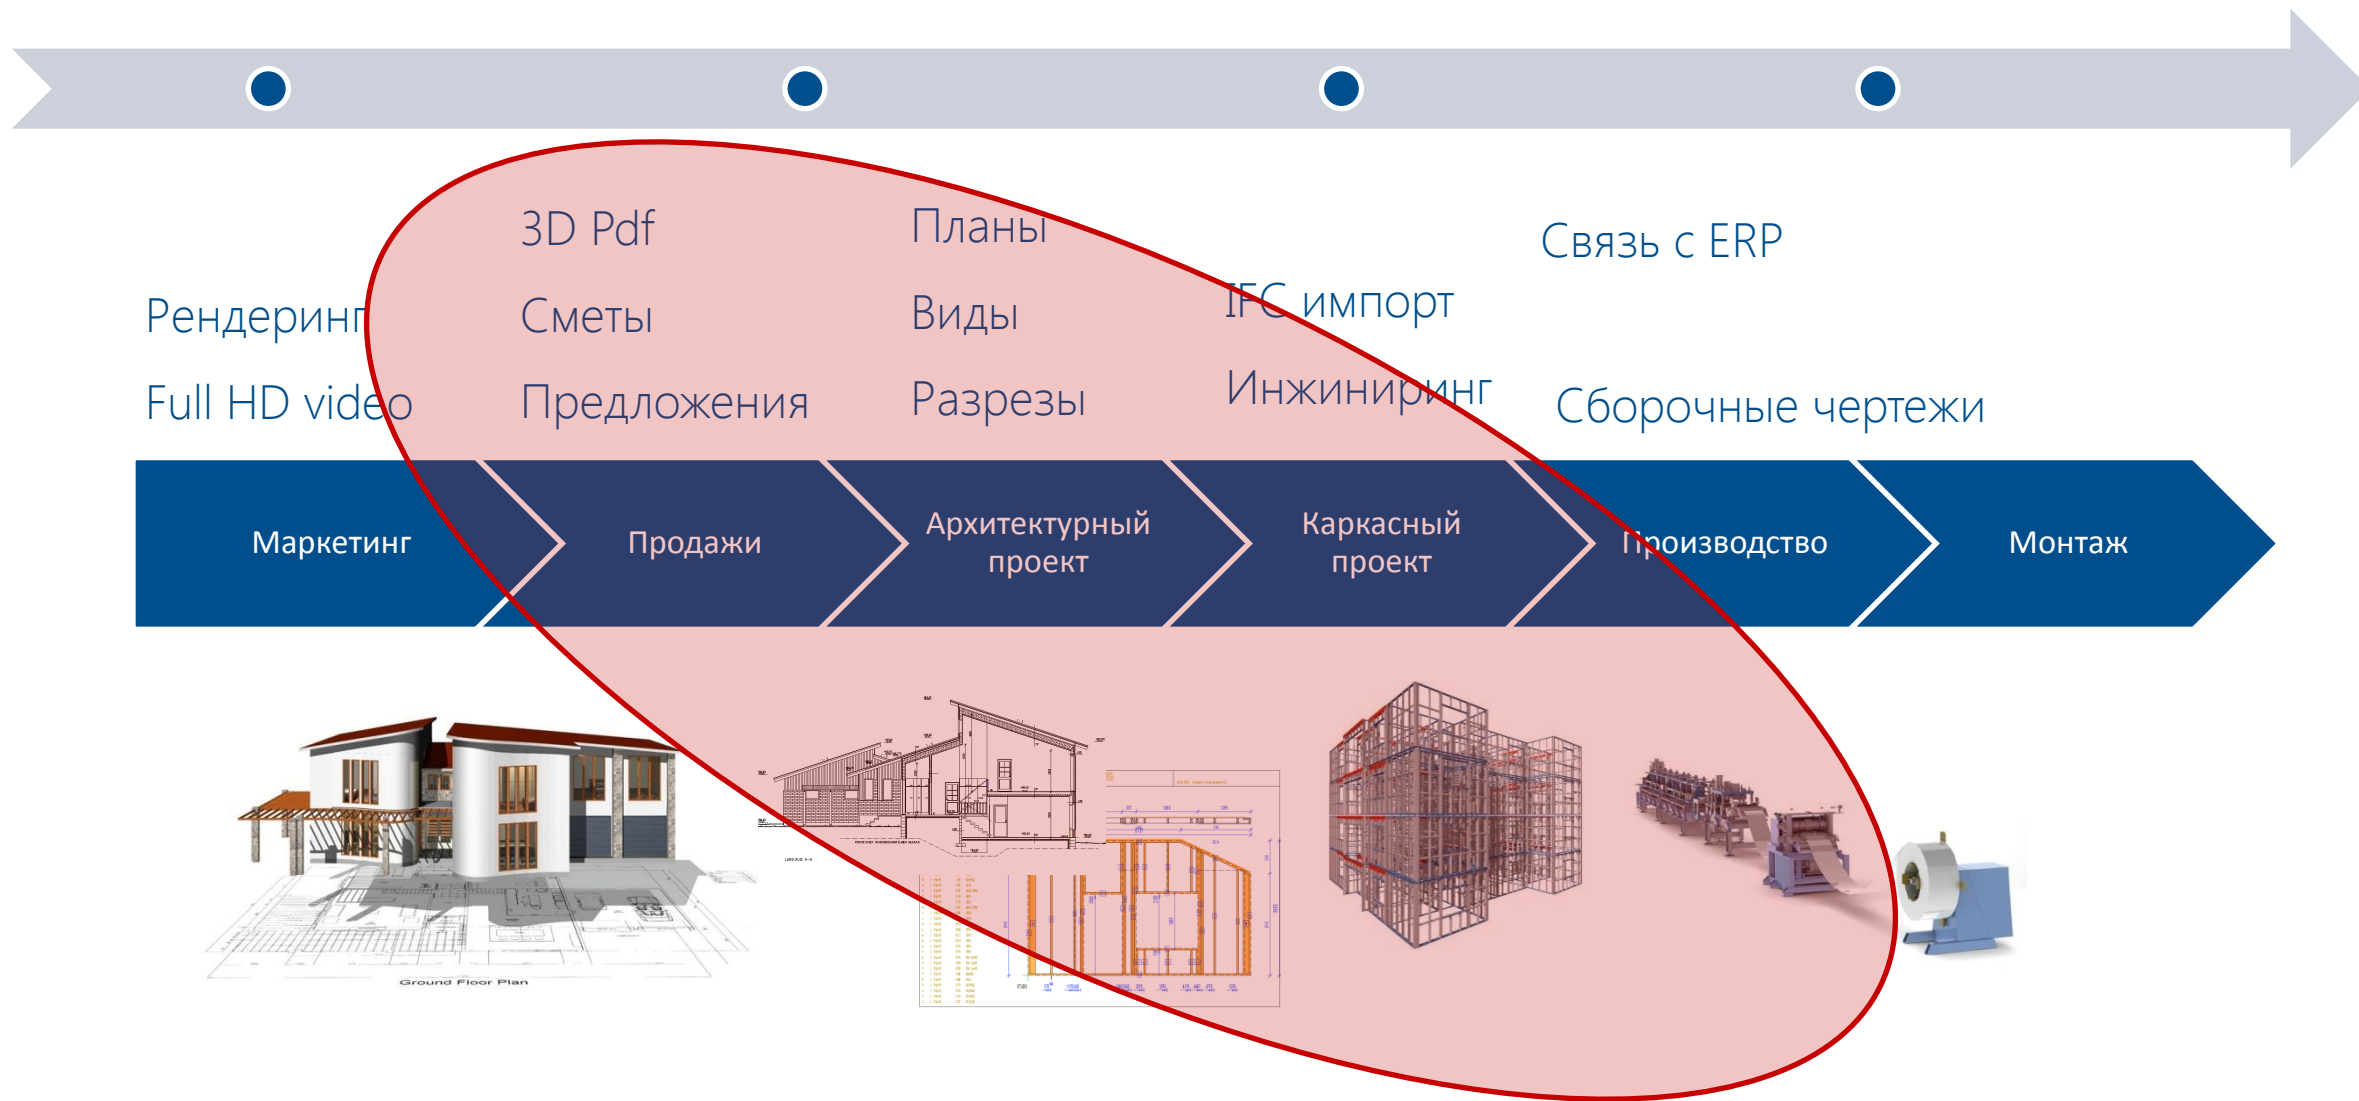 3D Pdf
Планы
Связь с ERP
Рендеринг
Сметы
Виды
IFC импорт
Full HD video
Предложения
Разрезы
Инжиниринг
Сборочные чертежи
Маркетинг
Продажи
Архитектурный
проект
Каркасный
проект
Производство
Монтаж
Ground Floor Plan